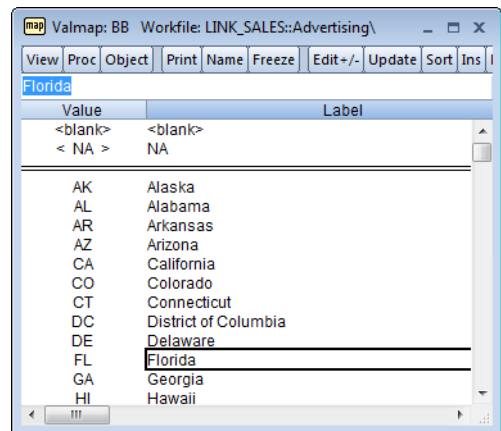 map Valmap: BB Workfile: LINK_SALES::Advertising\
View Proc Object Print Name Freeze Edit+/- Update Sort Ins
Florida
Value Label
<blank> <blank>
< NA > NA
AK Alaska
AL Alabama
AR Arkansas
AZ Arizona
CA California
CO Colorado
CT Connecticut
DC District of Columbia
DE Delaware
FL Florida
GA Georgia
HI Hawaii